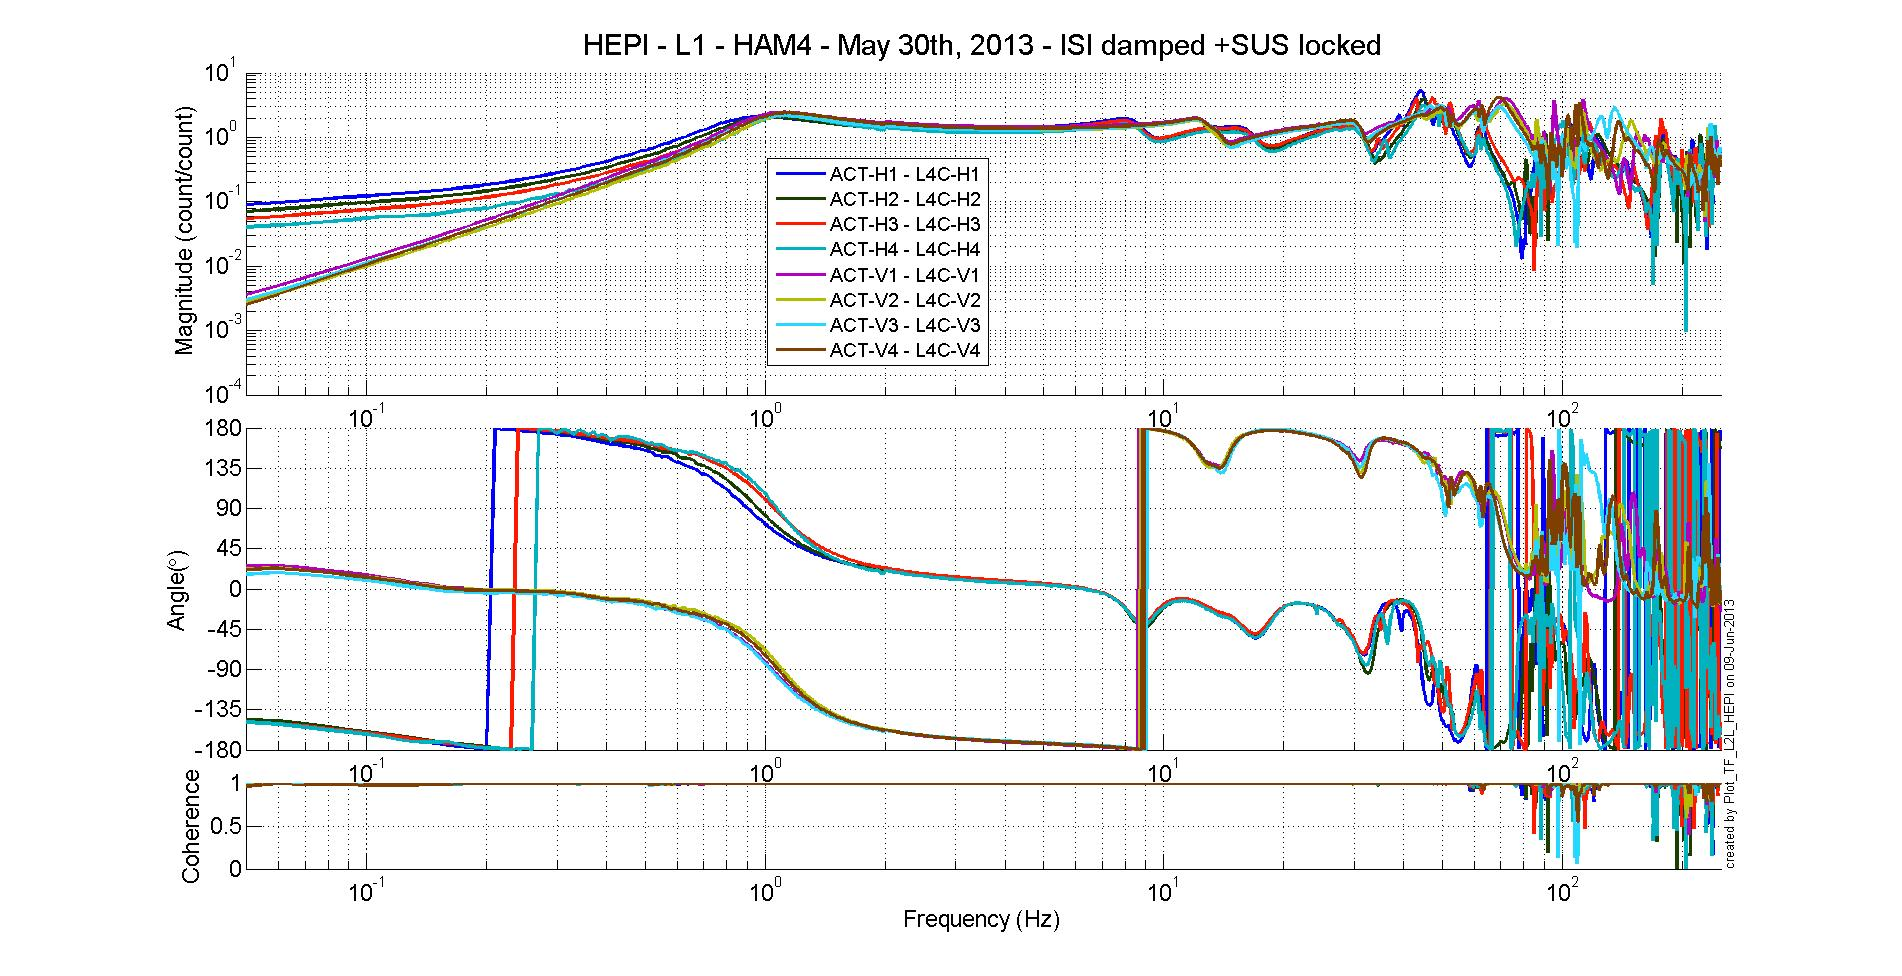 HEPI - L1 - HAM4 - May 30th, 2013 - ISI damped +SUS locked
Magnitude (count/count)
10^1
10^0
10^-1
10^-2
10^-3
10^-4
ACT-H1 - L4C-H1
ACT-H2 - L4C-H2
ACT-H3 - L4C-H3
ACT-H4 - L4C-H4
ACT-V1 - L4C-V1
ACT-V2 - L4C-V2
ACT-V3 - L4C-V3
ACT-V4 - L4C-V4
10^-1 10^0 10^1 10^2
Angle(°)
180
135
90
45
0
-45
-90
-135
-180
10^-1 10^0 10^1 10^2
Coherence
1
0.5
0
10^-1 10^0 10^1 10^2
Frequency (Hz)
created by Plot_TF_L2L_HEPI on 09-Jun-2013